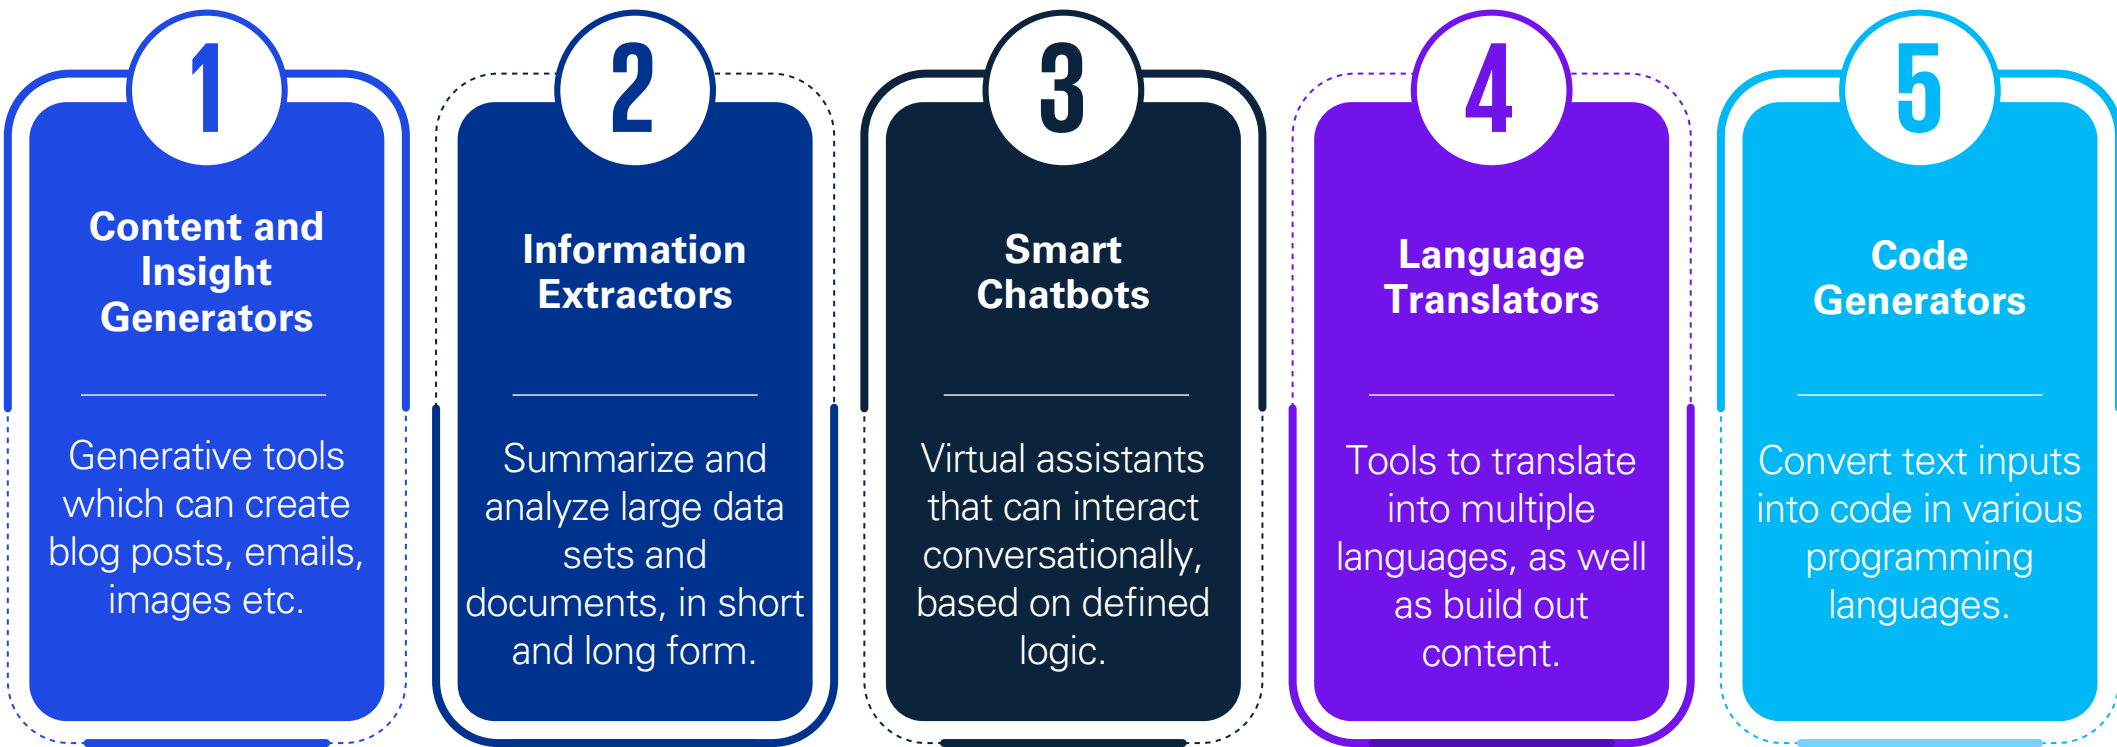 1
Content and
Insight
Generators
Generative tools
which can create
blog posts, emails,
images etc.
2
Information
Extractors
Summarize and
analyze large data
sets and
documents, in short
and long form.
3
Smart
Chatbots
Virtual assistants
that can interact
conversationally,
based on defined
logic.
4
Language
Translators
Tools to translate
into multiple
languages, as well
as build out
content.
5
Code
Generators
Convert text inputs
into code in various
programming
languages.